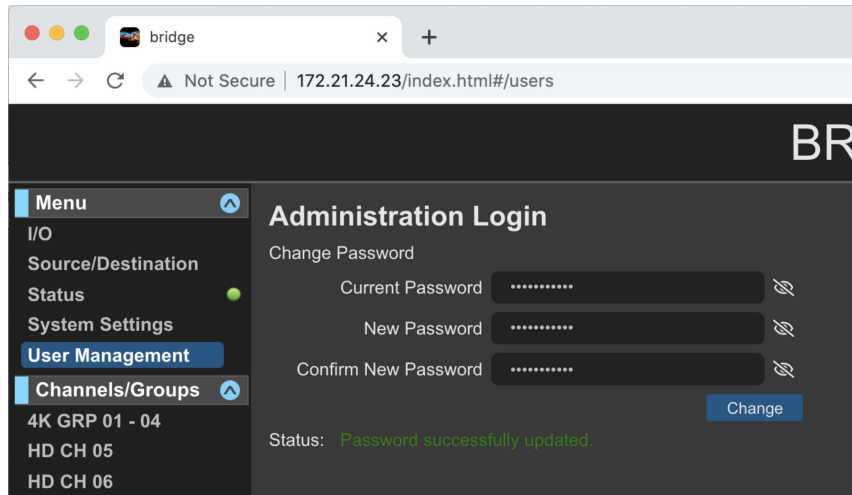 bridge
Not Secure 172.21.24.23/index.html#/users
BR
Menu
I/O
Source/Destination
Status
System Settings
User Management
Channels/Groups
4K GRP 01 - 04
HD CH 05
HD CH 06
Administration Login
Change Password
Current Password •••••••••••
New Password •••••••••••
Confirm New Password •••••••••••
Change
Status: Password successfully updated.